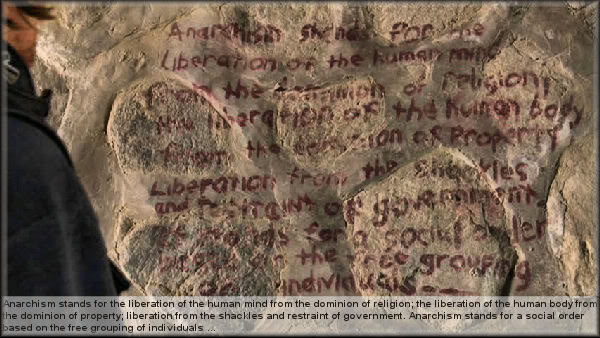 Anarchism stands for the
liberation of the human mind
from the dominion of religion;
the liberation of the human body
from the dominion of Property
Liberation from the shackles
and restraint of government.
It stands for a social order
based on the free grouping
of individuals...
Anarchism stands for the liberation of the human mind from the dominion of religion; the liberation of the human body from
the dominion of property; liberation from the shackles and restraint of government. Anarchism stands for a social order
based on the free grouping of individuals ...